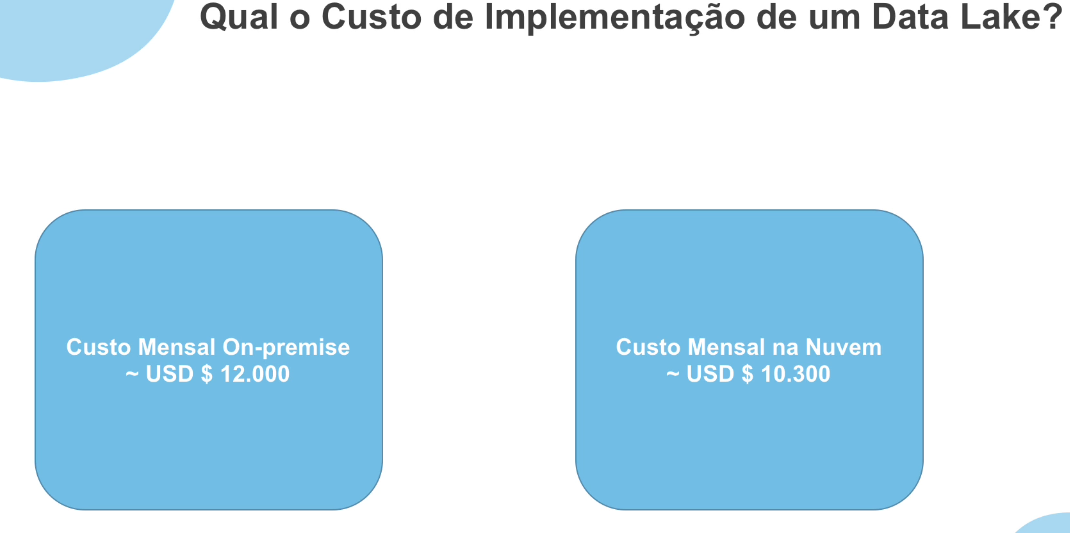 Qual o Custo de Implementação de um Data Lake?
Custo Mensal On-premise
~ USD $ 12.000
Custo Mensal na Nuvem
~ USD $ 10.300